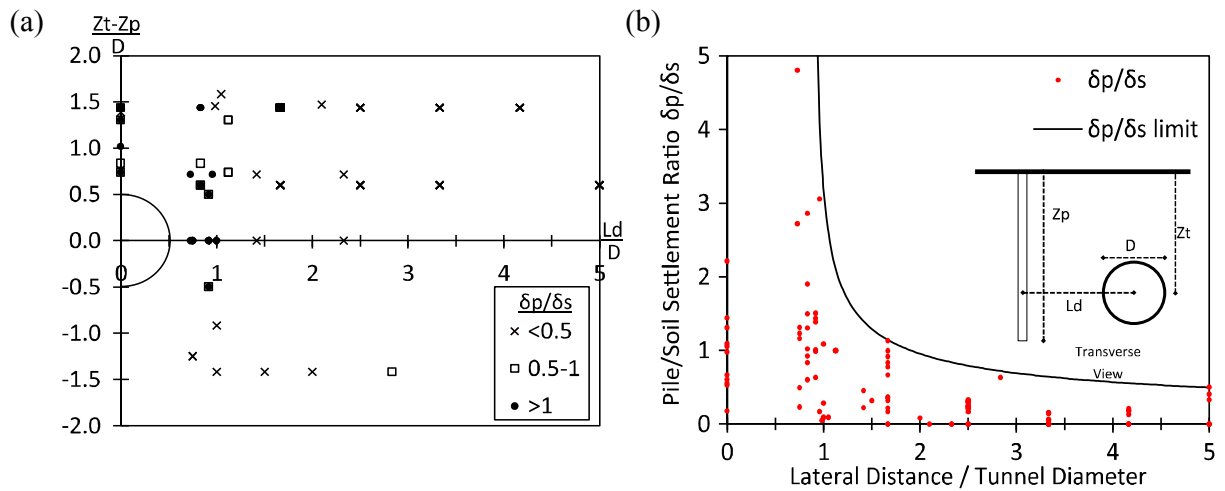 (a)
Zt-Zp
D
2.0
1.5
1.0
0.5
0.0
-0.5
-1.0
-1.5
-2.0
0 1 2 3 4 5
Ld
D
δp/δs
<0.5
0.5-1
>1
(b)
Pile/Soil Settlement Ratio δp/δs
5
4
3
2
1
0
0 1 2 3 4 5
Lateral Distance / Tunnel Diameter
δp/δs
δp/δs limit
Zp
Zt
D
Ld
Transverse
View